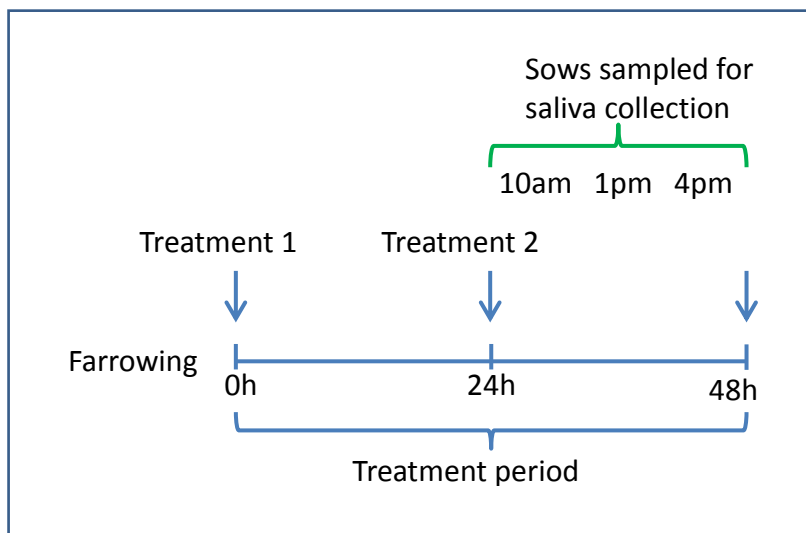 Sows sampled for
saliva collection
10am 1pm 4pm
Treatment 1 Treatment 2
Farrowing
0h 24h 48h
Treatment period